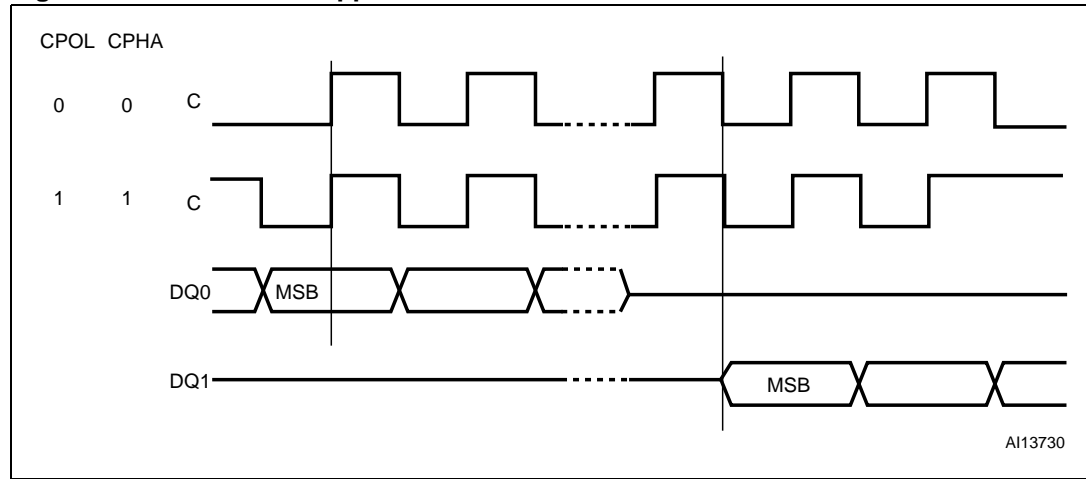 CPOL CPHA
0 0 C
1 1 C
DQ0 MSB
DQ1 MSB
AI13730